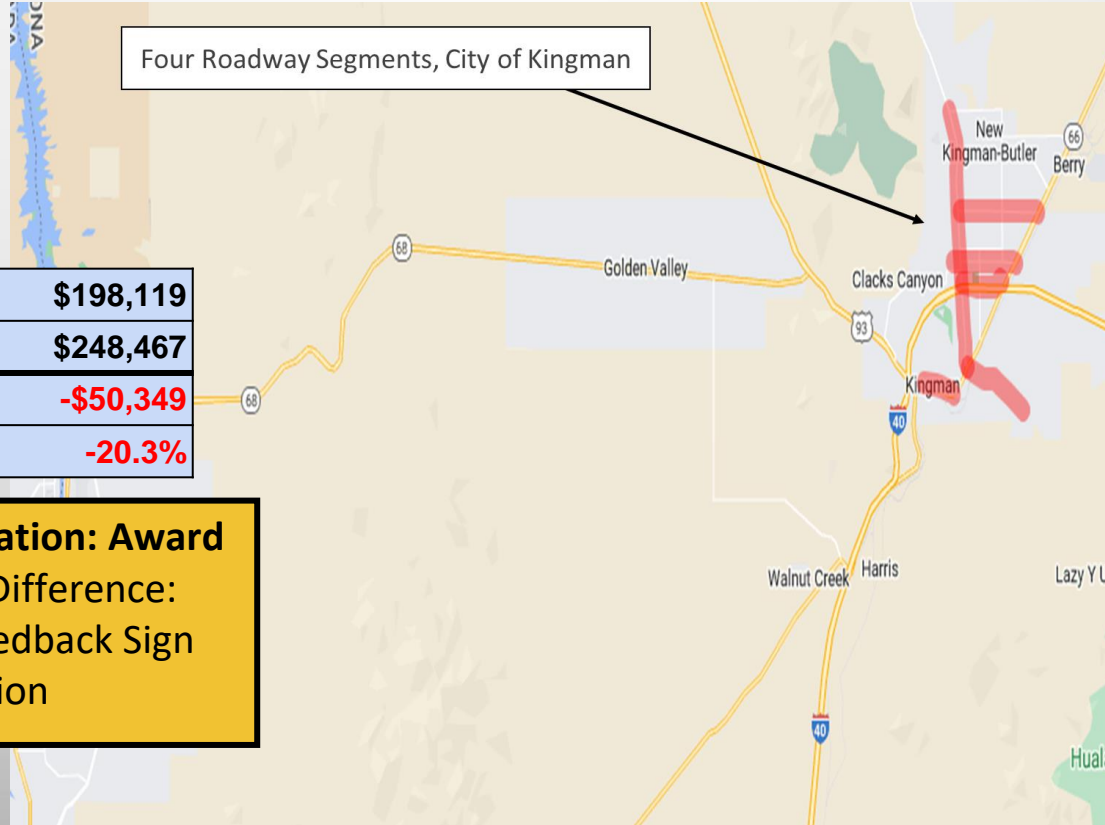 ONA
Four Roadway Segments, City of Kingman
New
Kingman-Butler
66
Berry
68
Golden Valley
Clacks Canyon
93
$198,119
$248,467
-$50,349
-20.3%
68
Kingman
40
ation: Award
Difference:
edback Sign
ion
Walnut Creek
Harris
Lazy Y U
40
Huala